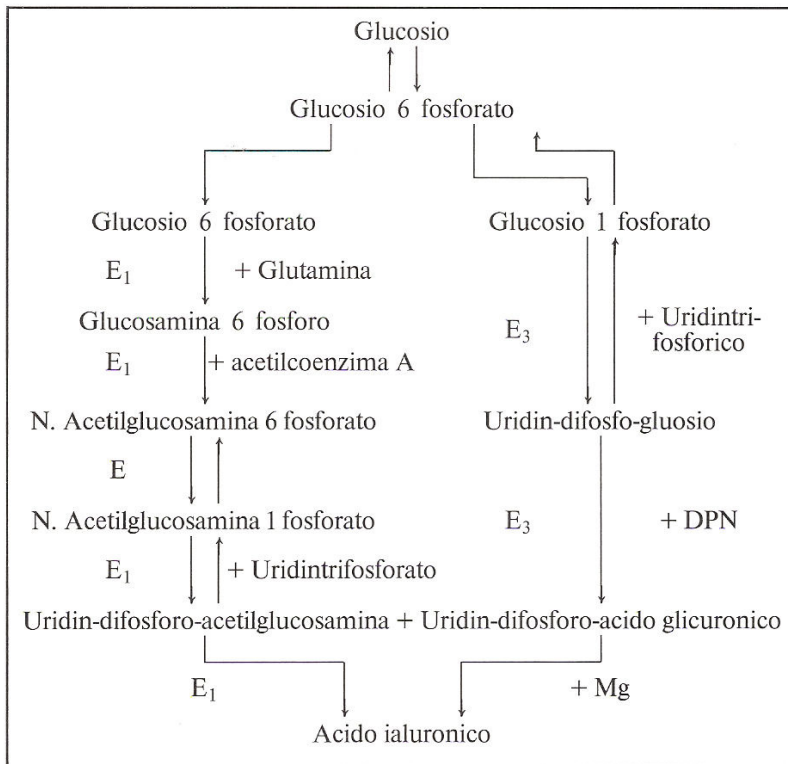 Glucosio
Glucosio 6 fosforato
Glucosio 6 fosforato
Glucosio 1 fosforato
E₁
+ Glutamina
Glucosamina 6 fosforo
E₃
+ Uridintri-
fosforico
E₁
+ acetilcoenzima A
N. Acetilglucosamina 6 fosforato
Uridin-difosfo-gluosio
E
N. Acetilglucosamina 1 fosforato
E₃
+ DPN
E₁
+ Uridintrifosforato
Uridin-difosforo-acetilglucosamina + Uridin-difosforo-acido glicuronico
E₁
+ Mg
Acido ialuronico